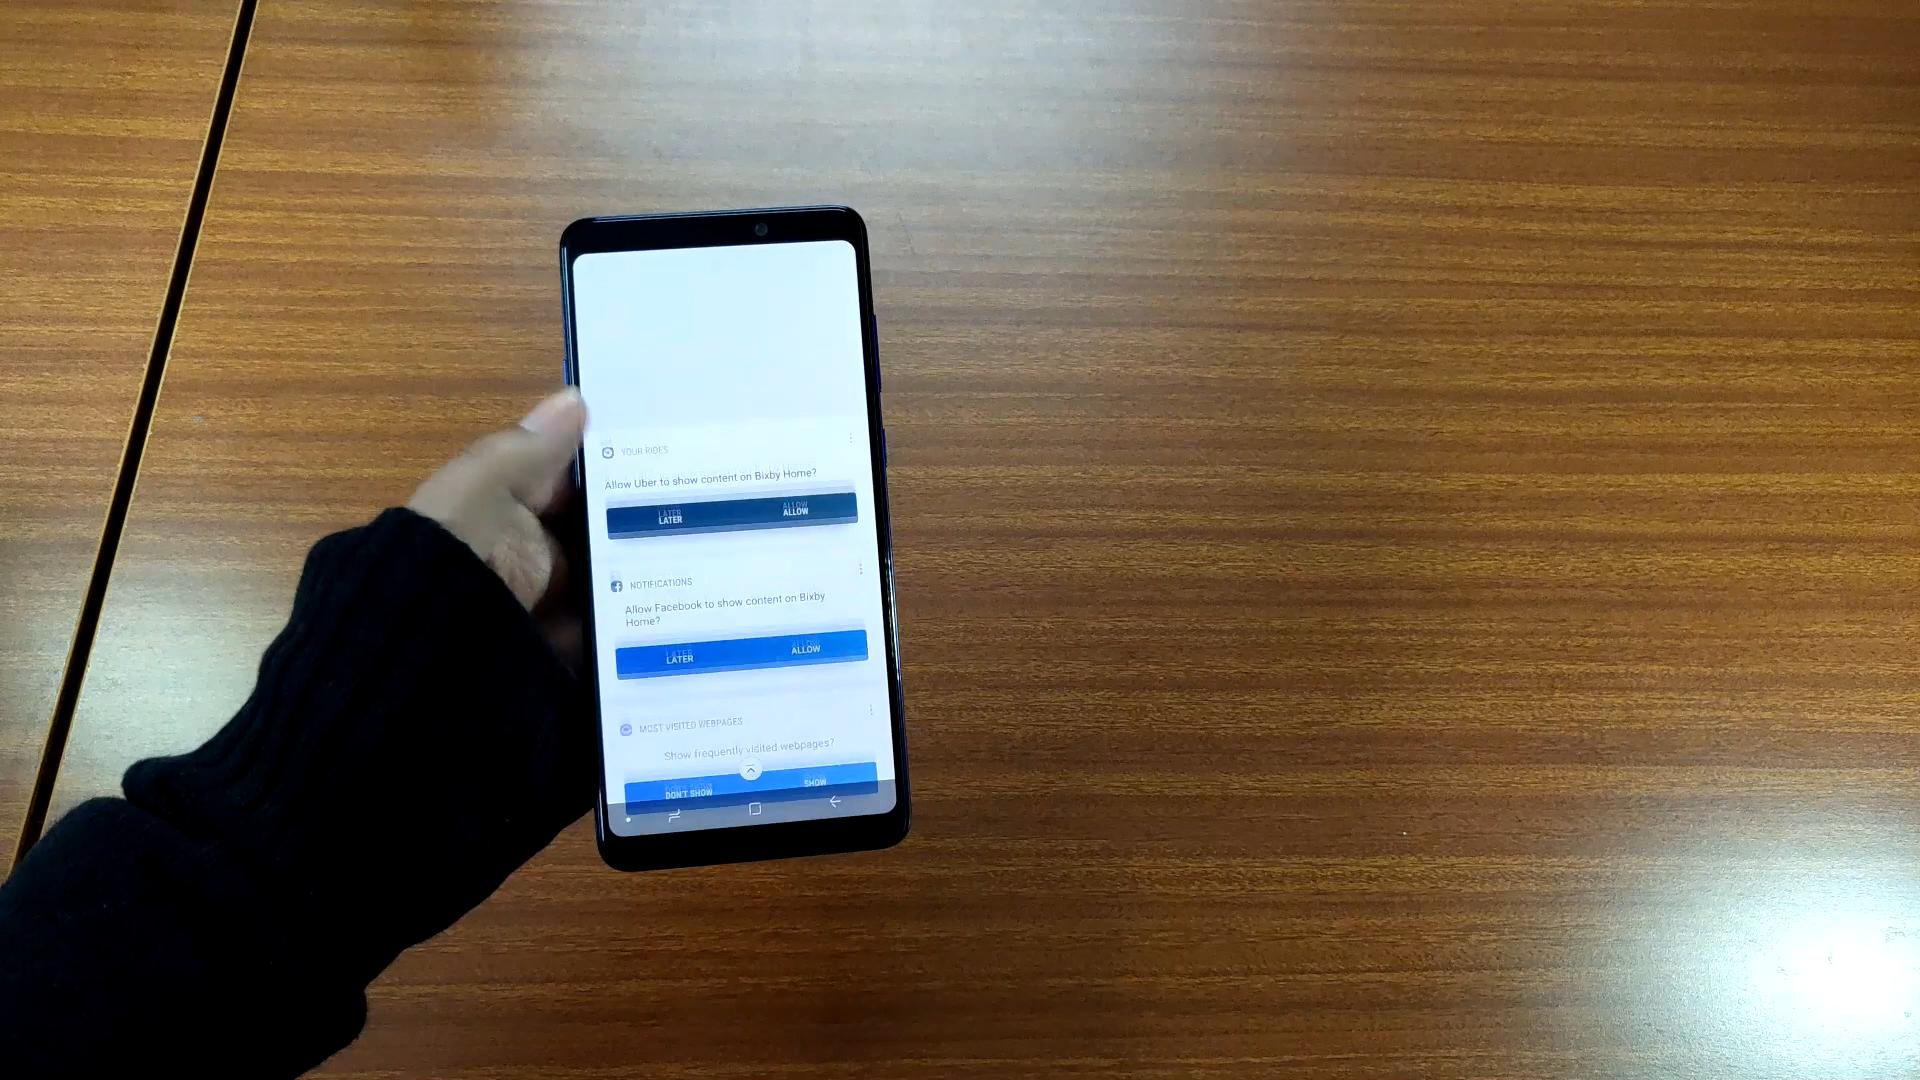 YOUR RIDES
Allow Uber to show content on Bixby Home?
LATER ALLOW
NOTIFICATIONS
Allow Facebook to show content on Bixby
Home?
LATER ALLOW
MOST VISITED WEBPAGES
Show frequently visited webpages?
DON'T SHOW SHOW